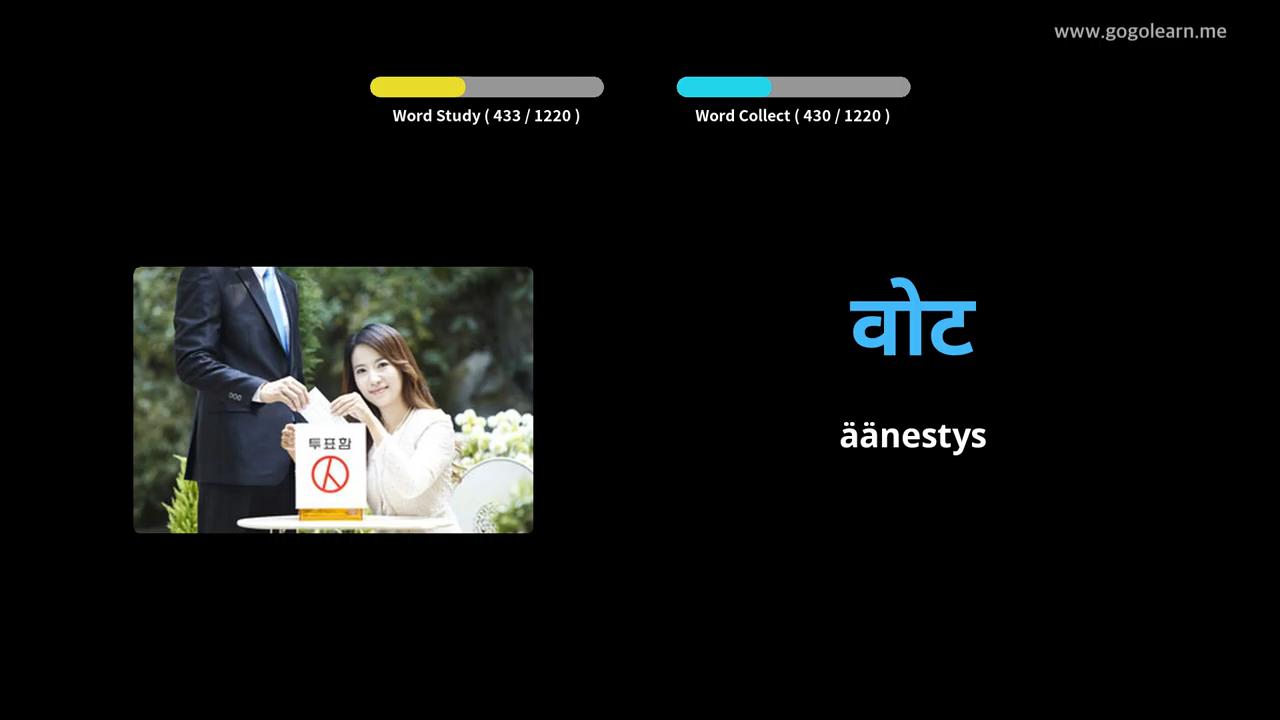 www.gogolearn.me
Word Study ( 433 / 1220 )
Word Collect ( 430 / 1220 )
वोट
äänestys
투표함